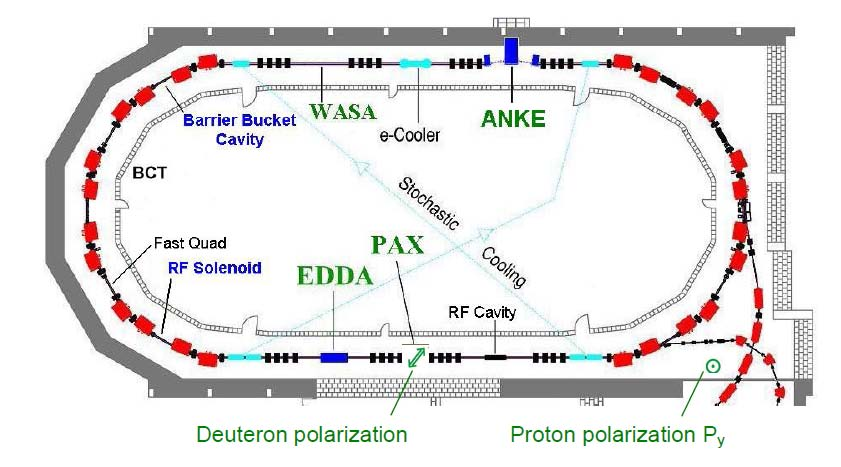 WASA
ANKE
Barrier Bucket
Cavity
e-Cooler
BCT
Stochastic
Cooling
Fast Quad
RF Solenoid
PAX
EDDA
RF Cavity
Deuteron polarization
Proton polarization Py